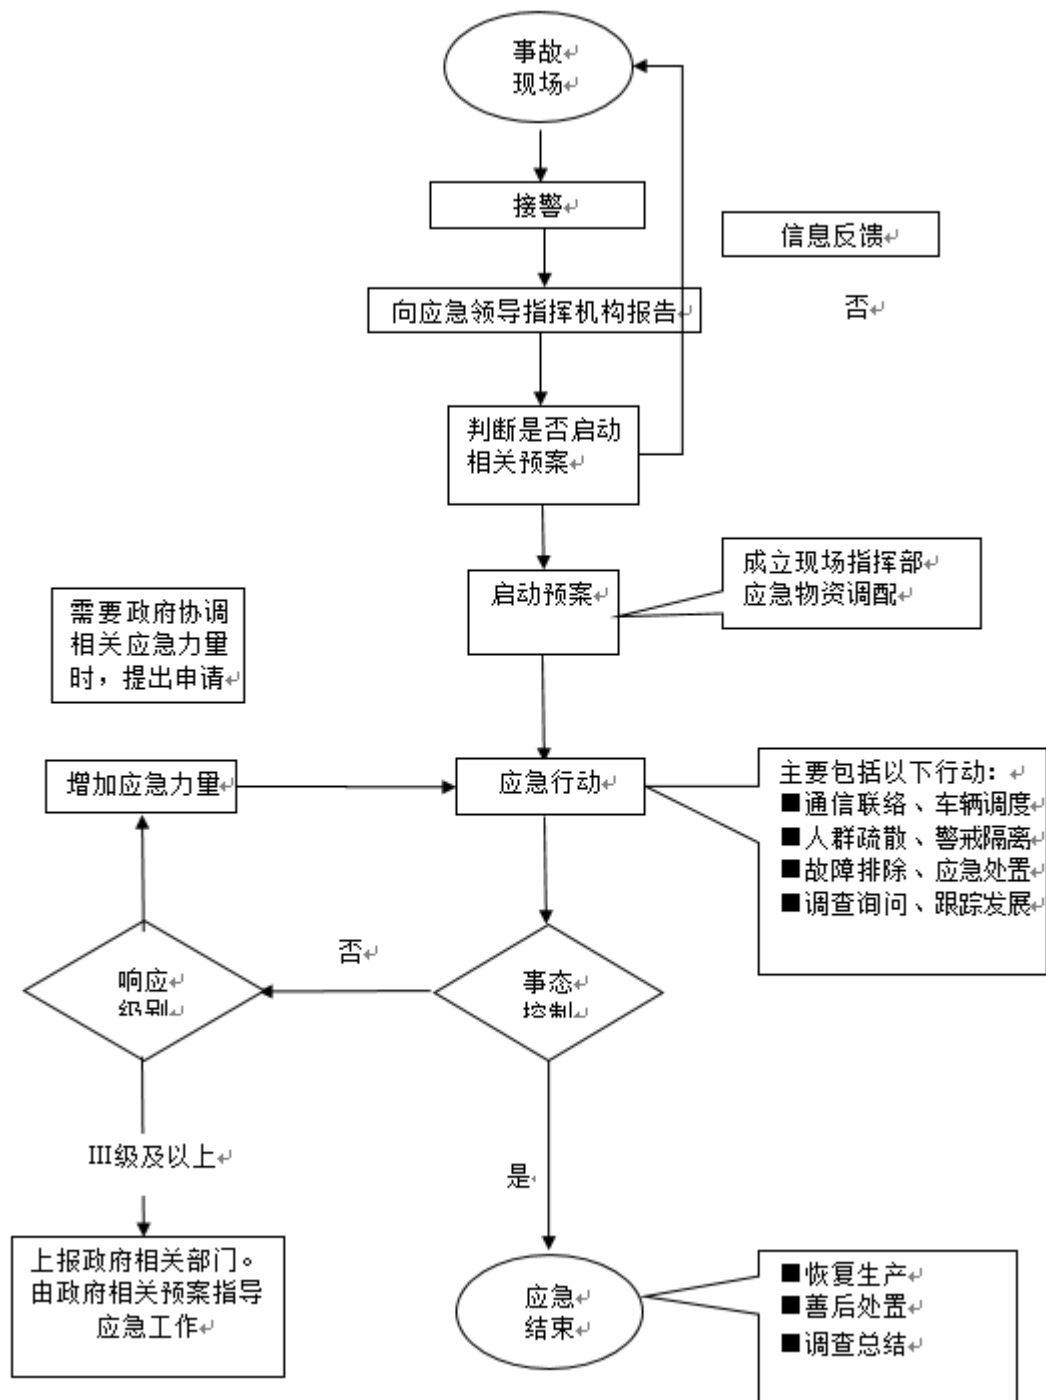 事故
现场
接警
信息反馈
向应急领导指挥机构报告
否
判断是否启动
相关预案
启动预案
成立现场指挥部
应急物资调配
需要政府协调
相关应急力量
时，提出申请
增加应急力量
应急行动
主要包括以下行动：
■通信联络、车辆调度
■人群疏散、警戒隔离
■故障排除、应急处置
■调查询问、跟踪发展
响应
级别
否
事态
控制
III级及以上
是
上报政府相关部门。
由政府相关预案指导
应急工作
应急
结束
■恢复生产
■善后处置
■调查总结